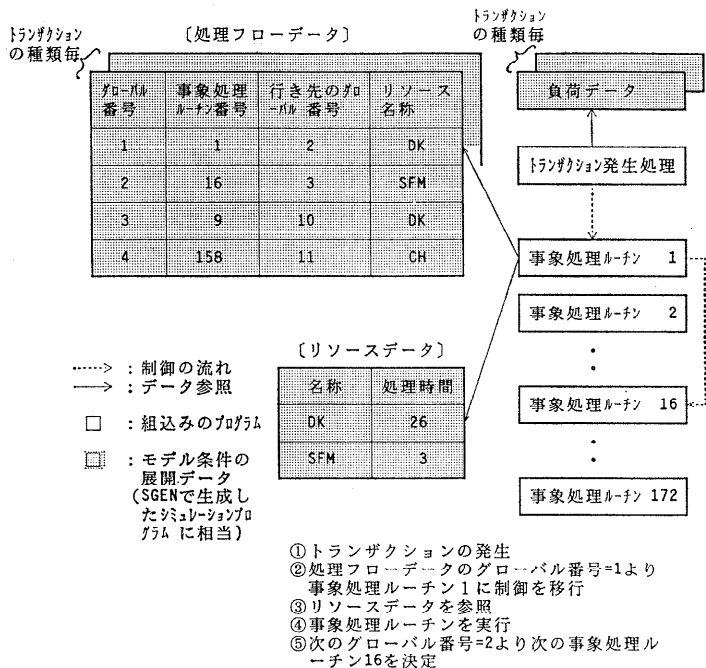 トランザクション
の種類毎
〔処理フローデータ〕
グローバル
番号
事象処理
ルーチン番号
行き先のグロ
ーバル 番号
リソース
名称
1 1 2 DK
2 16 3 SFM
3 9 10 DK
4 158 11 CH
トランザクション
の種類毎
負荷データ
トランザクション発生処理
事象処理ルーチン 1
事象処理ルーチン 2
・
・
事象処理ルーチン 16
・
・
事象処理ルーチン 172
〔リソースデータ〕
名称 処理時間
DK 26
SFM 3
:制御の流れ
:データ参照
:組込みのプログラム
:モデル条件の
展開データ
(SGENで生成し
たシミュレーションプロ
グラム に相当)
①トランザクションの発生
②処理フローデータのグローバル番号=1より
事象処理ルーチン1に制御を移行
③リソースデータを参照
④事象処理ルーチンを実行
⑤次のグローバル番号=2より次の事象処理ル
ーチン16を決定